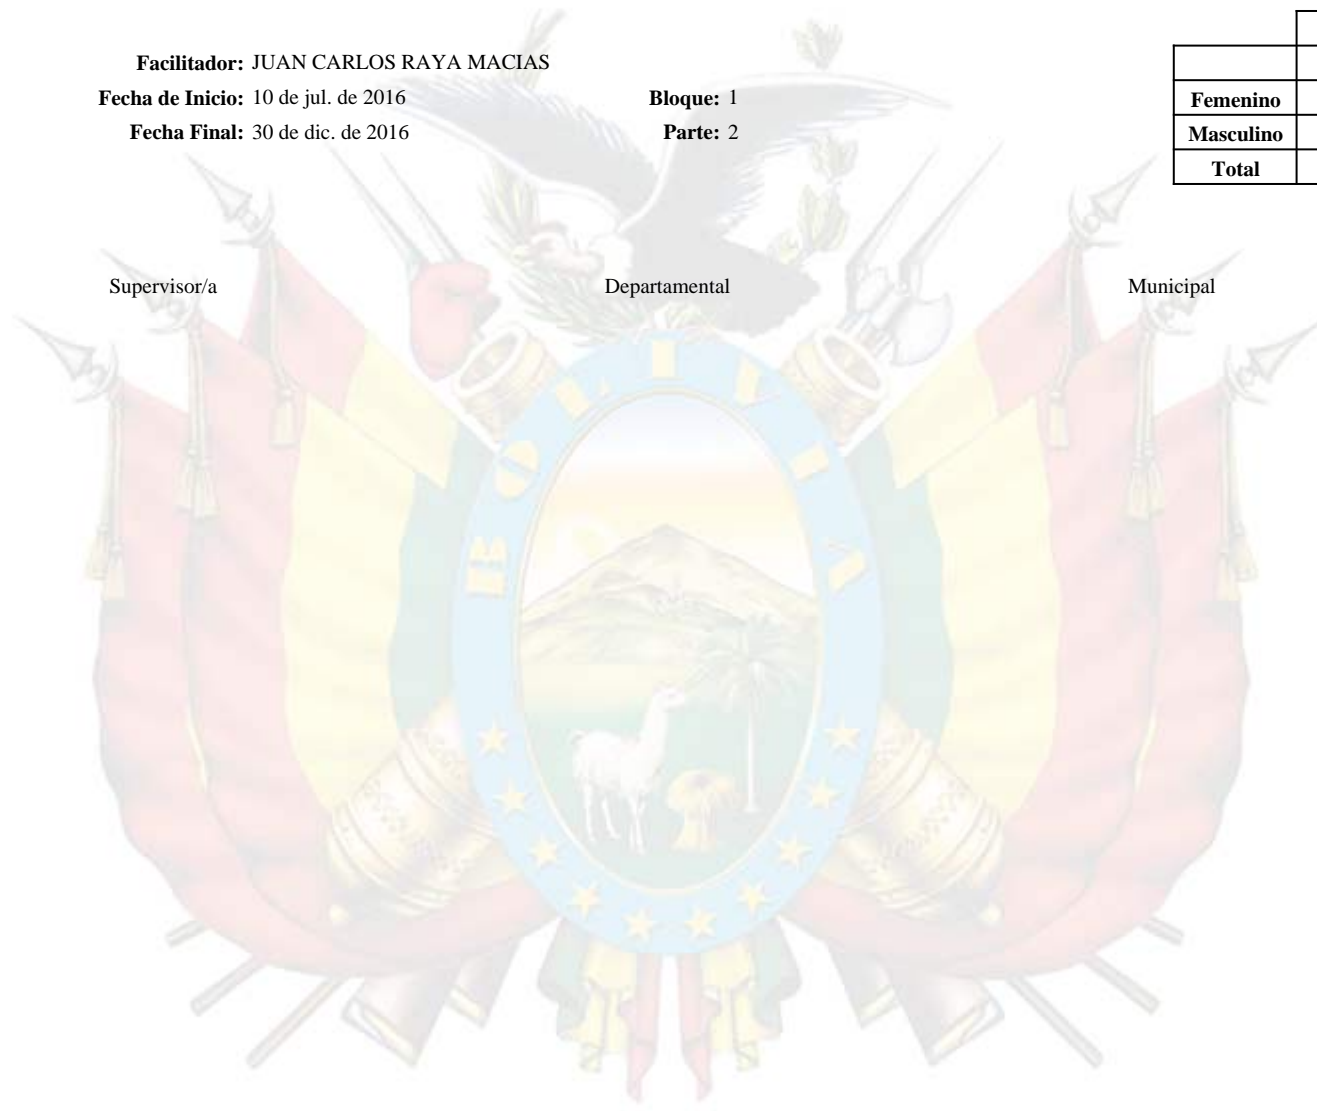 Facilitador: JUAN CARLOS RAYA MACIAS
Fecha de Inicio: 10 de jul. de 2016 Bloque: 1
Fecha Final: 30 de dic. de 2016 Parte: 2
Femenino
Masculino
Total
Supervisor/a Departamental Municipal
BOLIVIA